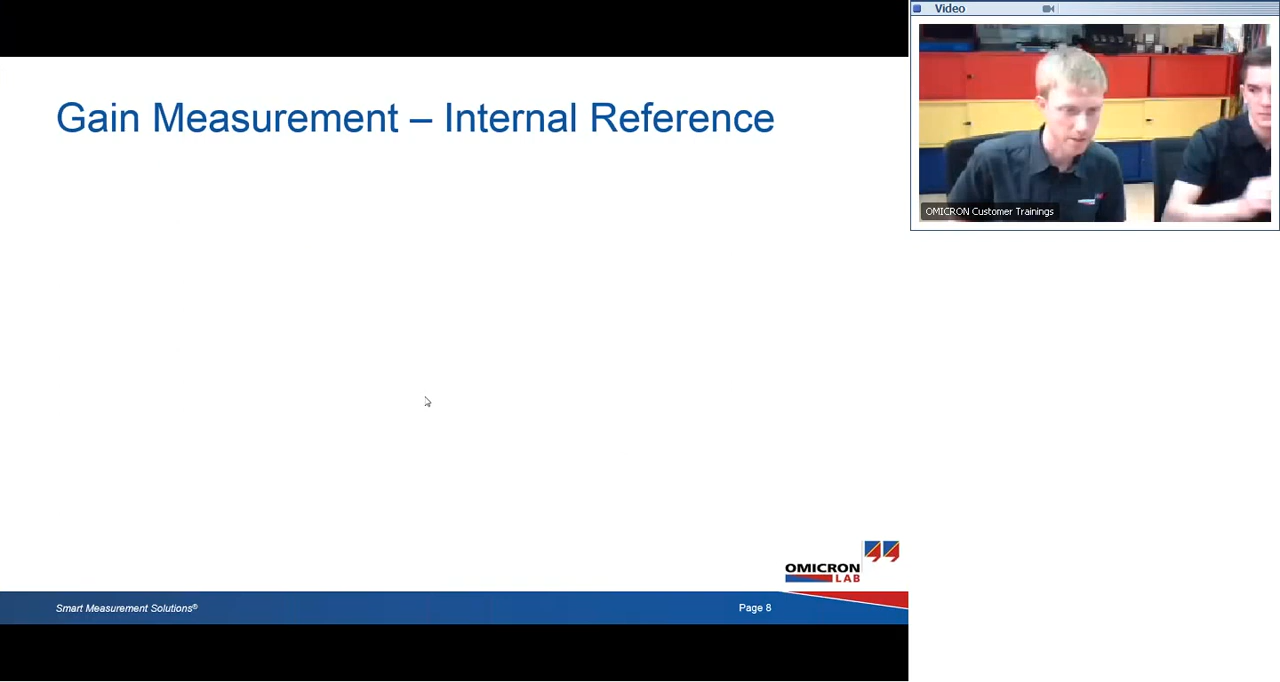 Gain Measurement – Internal Reference
OMICRON
LAB
Smart Measurement Solutions®
Page 8
Video
OMICRON Customer Trainings